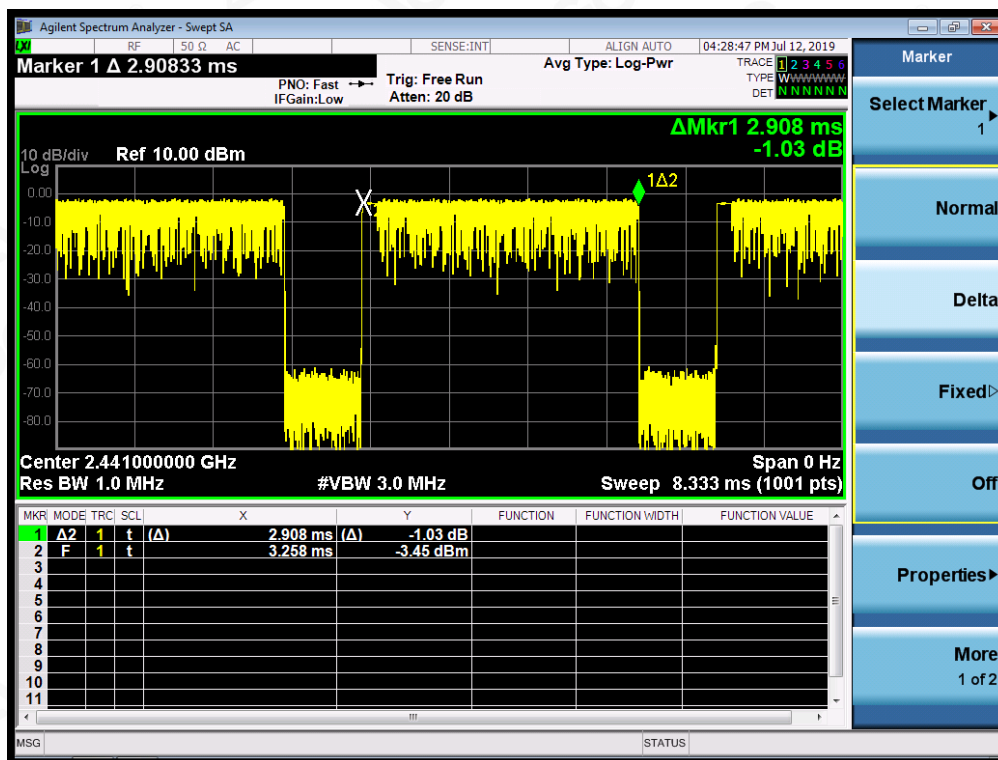 Agilent Spectrum Analyzer - Swept SA
LXI RF 50 Ω AC SENSE:INT ALIGN AUTO 04:28:47 PM Jul 12, 2019
Marker 1 Δ 2.90833 ms
PNO: Fast
IFGain:Low
Trig: Free Run
Atten: 20 dB
Avg Type: Log-Pwr
TRACE 1 2 3 4 5 6
TYPE WWWWWW
DET N N N N N N
ΔMkr1 2.908 ms
-1.03 dB
10 dB/div Ref 10.00 dBm
Log
0.00
-10.0
-20.0
-30.0
-40.0
-50.0
-60.0
-70.0
-80.0
1Δ2
Center 2.441000000 GHz Span 0 Hz
Res BW 1.0 MHz #VBW 3.0 MHz Sweep 8.333 ms (1001 pts)
MKR MODE TRC SCL X Y FUNCTION FUNCTION WIDTH FUNCTION VALUE
1 Δ2 1 t (Δ) 2.908 ms (Δ) -1.03 dB
2 F 1 t 3.258 ms -3.45 dBm
3
4
5
6
7
8
9
10
11
MSG STATUS
Marker
Select Marker
1
Normal
Delta
Fixed
Off
Properties
More
1 of 2